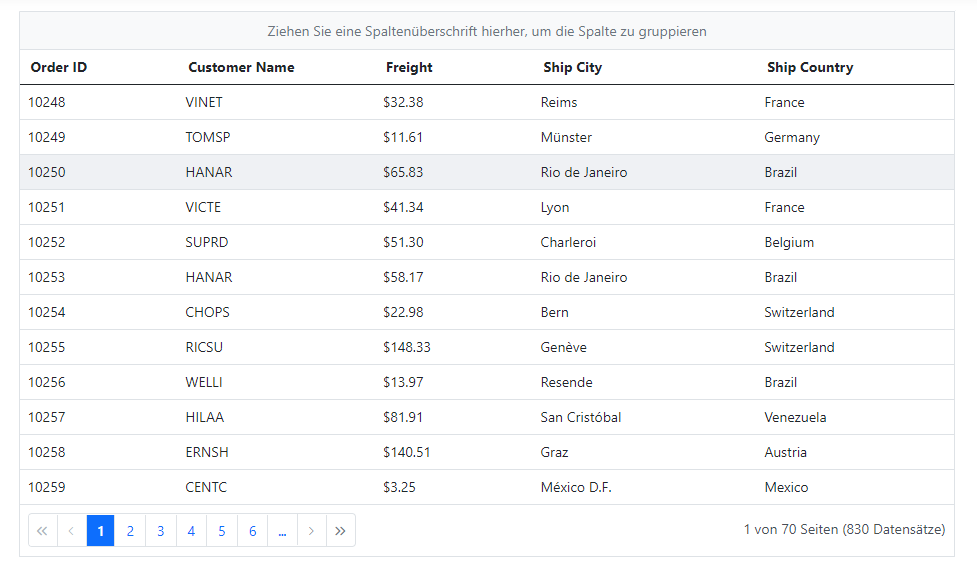 Ziehen Sie eine Spaltenüberschrift hierher, um die Spalte zu gruppieren
Order ID Customer Name Freight Ship City Ship Country
10248 VINET $32.38 Reims France
10249 TOMSP $11.61 Münster Germany
10250 HANAR $65.83 Rio de Janeiro Brazil
10251 VICTE $41.34 Lyon France
10252 SUPRD $51.30 Charleroi Belgium
10253 HANAR $58.17 Rio de Janeiro Brazil
10254 CHOPS $22.98 Bern Switzerland
10255 RICSU $148.33 Genève Switzerland
10256 WELLI $13.97 Resende Brazil
10257 HILAA $81.91 San Cristóbal Venezuela
10258 ERNSH $140.51 Graz Austria
10259 CENTC $3.25 México D.F. Mexico
1 2 3 4 5 6 ... 1 von 70 Seiten (830 Datensätze)